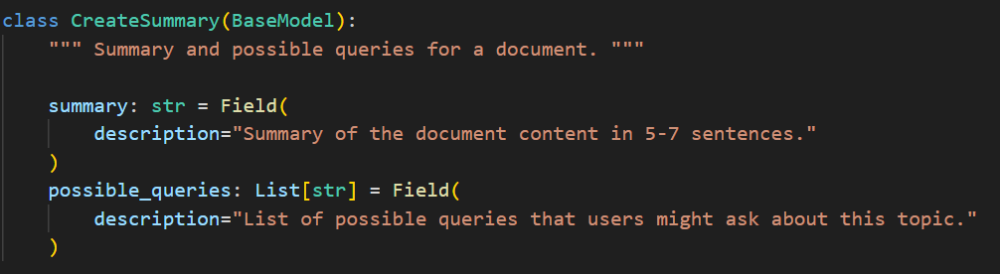 class CreateSummary(BaseModel):
    """ Summary and possible queries for a document. """

    summary: str = Field(
        description="Summary of the document content in 5-7 sentences."
    )
    possible_queries: List[str] = Field(
        description="List of possible queries that users might ask about this topic."
    )